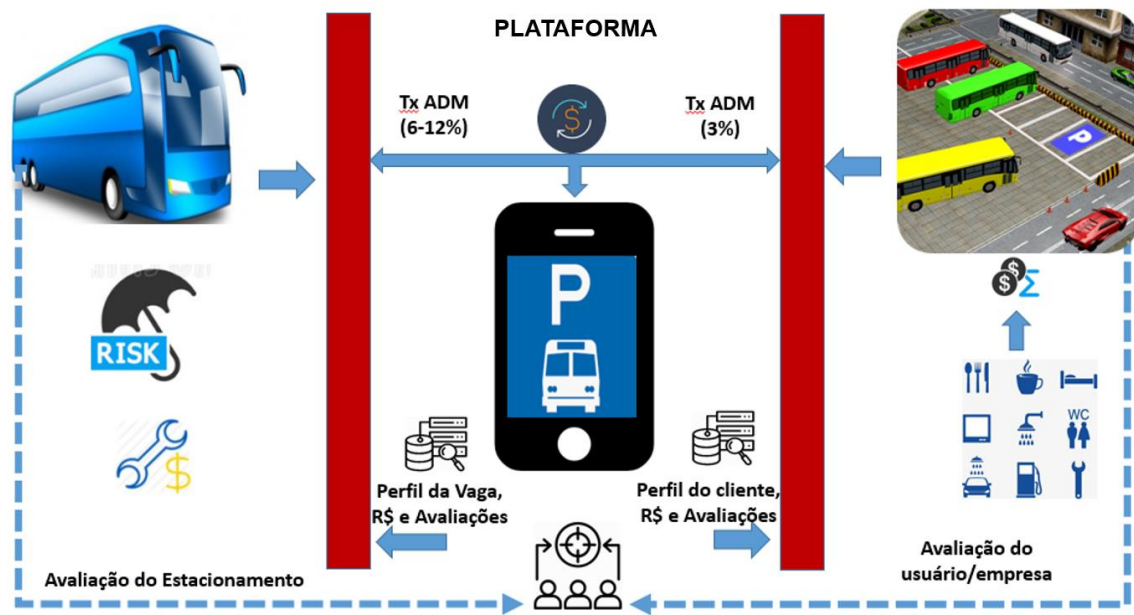 PLATAFORMA
Tx ADM
(6-12%)
Tx ADM
(3%)
P
P
RISK
WC
$
Perfil da Vaga,
R$ e Avaliações
Perfil do cliente,
R$ e Avaliações
Avaliação do Estacionamento
Avaliação do
usuário/empresa